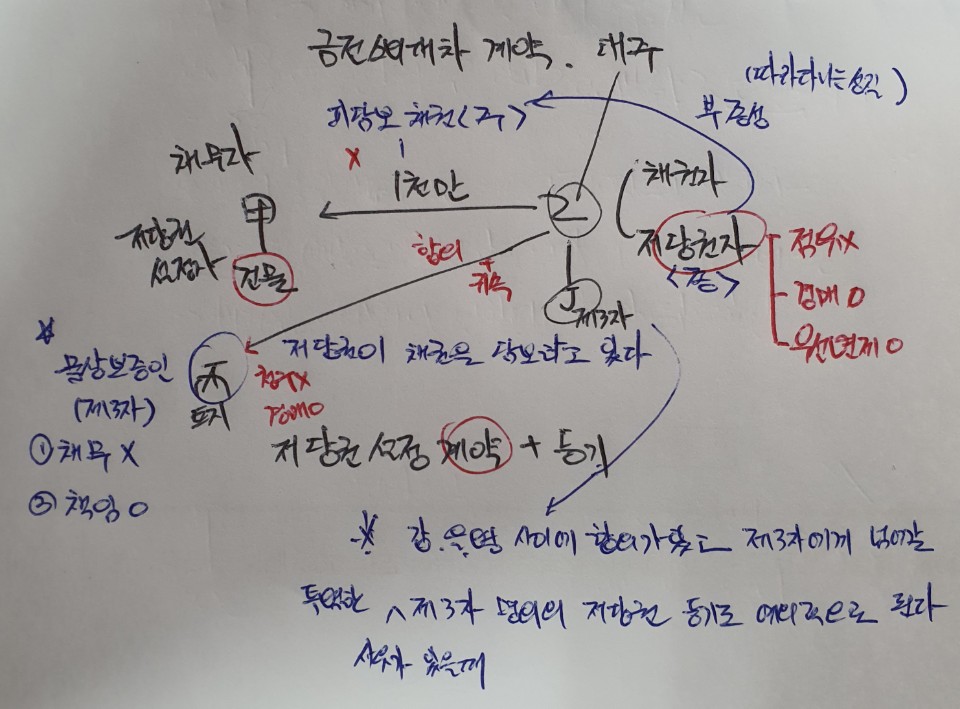 금전소비대차 계약. 대주
(따라다니는 성질)
피담보 채권<주>
부종성
채무자
x
1천만
乙
채권자
甲
저당권
설정자
건물
합의
+
귀속
저당권자
<종>
점유x
경매 0
우선변제 0
J
제3자
저당권이 채권을 담보라고 있다
물상보증인
(제3자)
丙
토지
청구x
경매0
① 채무 X
② 책임 0
저당권 설정 계약 + 등기
※ 갑.을 병 사이에 합의가 있고 제3자에게 넘어갈
특별한 ^ 제3자 명의의 저당권 등기도 예외적으로 된다
사유가 있을때